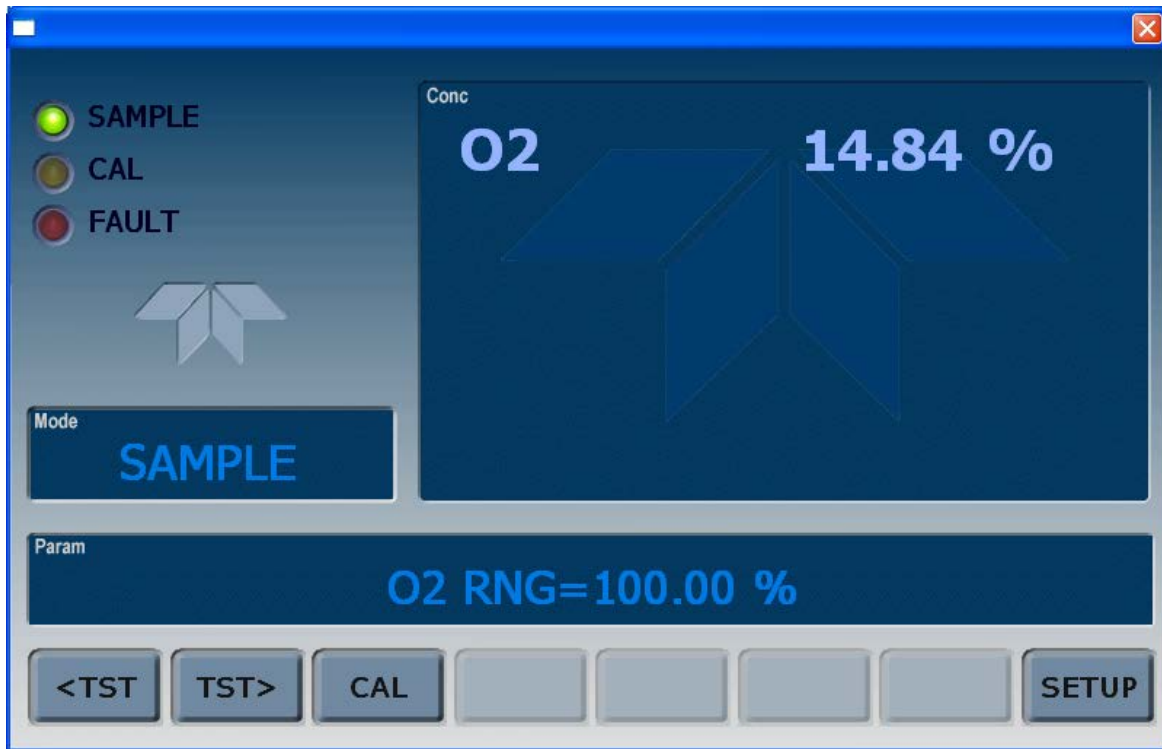 SAMPLE
CAL
FAULT
Conc
O2 14.84 %
Mode
SAMPLE
Param
O2 RNG=100.00 %
<TST TST> CAL SETUP